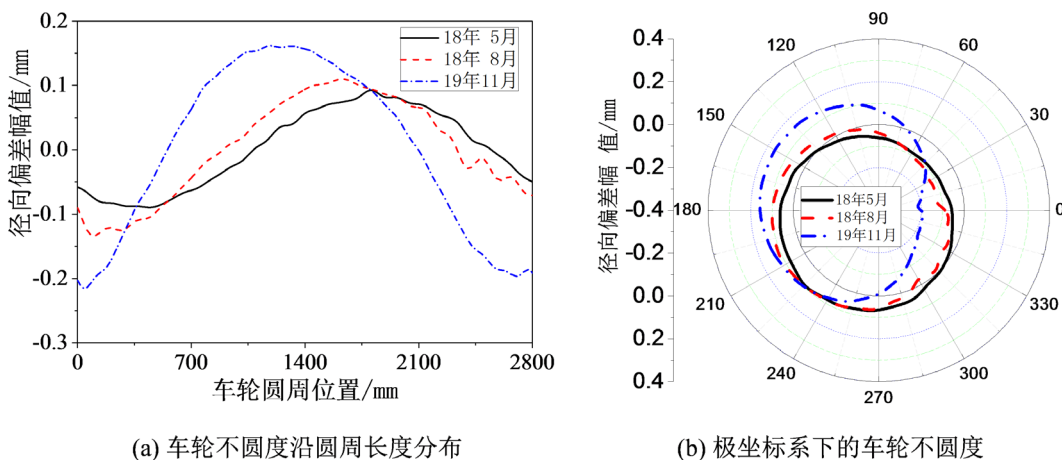 0.2
0.1
0.0
-0.1
-0.2
-0.3
径向偏差幅值/mm
18年 5月
18年 8月
19年11月
0 700 1400 2100 2800
车轮圆周位置/mm
(a) 车轮不圆度沿圆周长度分布
0.4
0.2
0.0
-0.2
-0.4
-0.2
0.0
0.2
0.4
径向偏差幅 值/mm
90
120 60
150 30
180 0
210 330
240 300
270
18年5月
18年8月
19年11月
(b) 极坐标系下的车轮不圆度